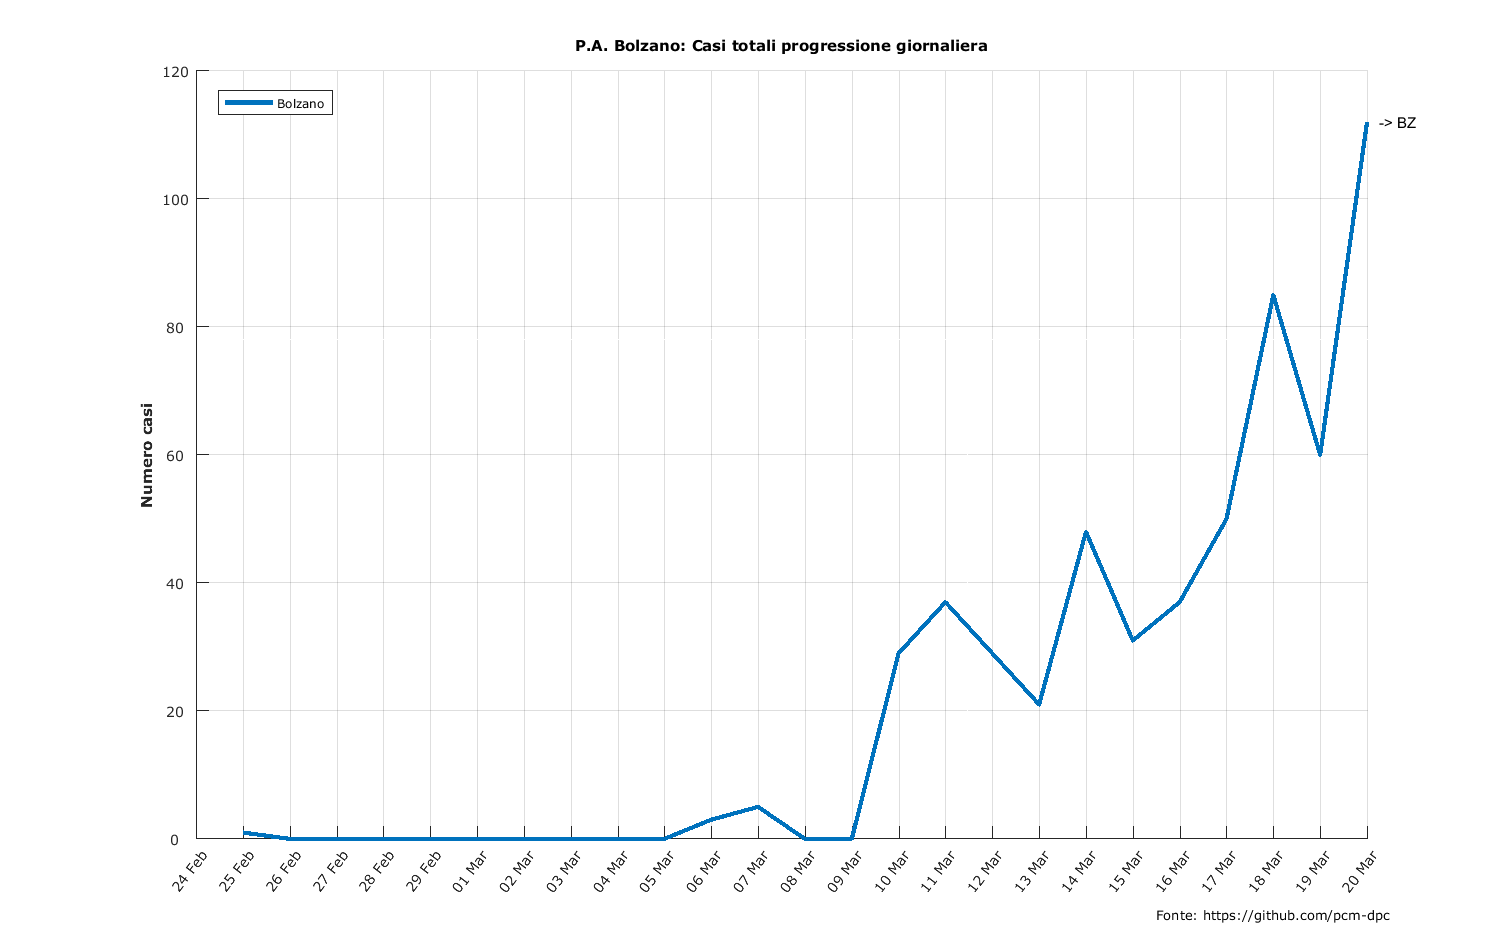 P.A. Bolzano: Casi totali progressione giornaliera
120
Bolzano
-> BZ
100
80
60
Numero casi
40
20
0
24 Feb
25 Feb
26 Feb
27 Feb
28 Feb
29 Feb
01 Mar
02 Mar
03 Mar
04 Mar
05 Mar
06 Mar
07 Mar
08 Mar
09 Mar
10 Mar
11 Mar
12 Mar
13 Mar
14 Mar
15 Mar
16 Mar
17 Mar
18 Mar
19 Mar
20 Mar
Fonte: https://github.com/pcm-dpc